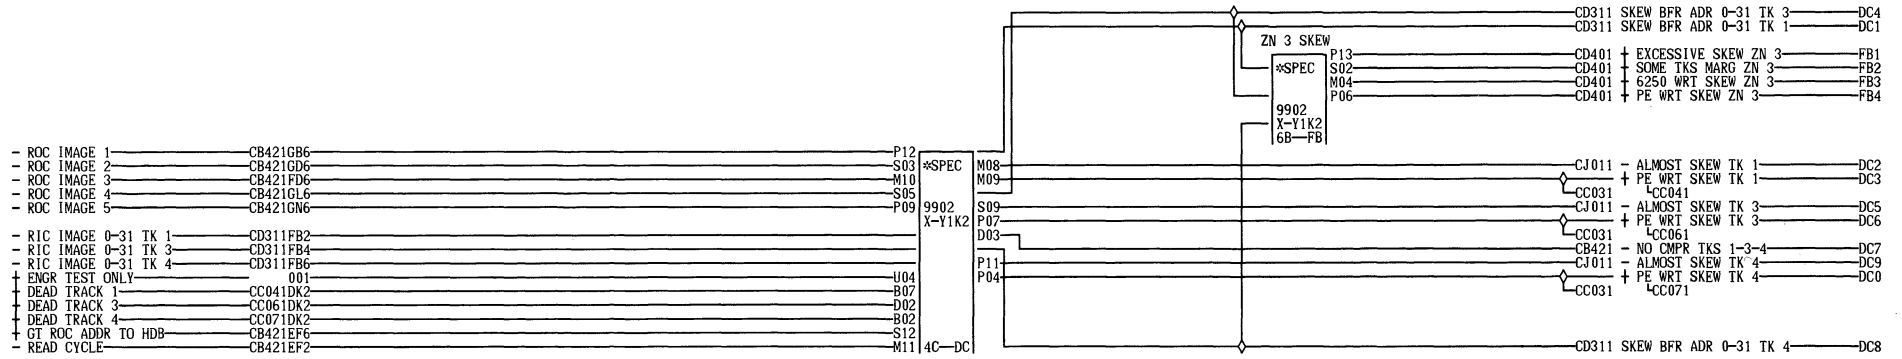 CD311 SKEW BFR ADR 0-31 TK 3 DC4
CD311 SKEW BFR ADR 0-31 TK 1 DC1
ZN 3 SKEW
P13 CD401 + EXCESSIVE SKEW ZN 3 FB1
*SPEC S02 CD401 - SOME TKS MARG ZN 3 FB2
M04 CD401 + 6250 WRT SKEW ZN 3 FB3
P06 CD401 + PE WRT SKEW ZN 3 FB4
9902
X-Y1K2
6B-FB
- ROC IMAGE 1 CB421GB6 P12
- ROC IMAGE 2 CB421GD6 S03 *SPEC M08 CJ011 - ALMOST SKEW TK 1 DC2
- ROC IMAGE 3 CB421FD6 M10 M09 + PE WRT SKEW TK 1 DC3
- ROC IMAGE 4 CB421GL6 S05 CC031 CC041
- ROC IMAGE 5 CB421GN6 P09 9902 S09 CJ011 - ALMOST SKEW TK 3 DC5
X-Y1K2 P07 + PE WRT SKEW TK 3 DC6
- RIC IMAGE 0-31 TK 1 CD311FB2 D03 CC031 CC061
- RIC IMAGE 0-31 TK 3 CD311FB4 CB421 - NO CMPR TKS 1-3-4 DC7
- RIC IMAGE 0-31 TK 4 CD311FB6 P11 CJ011 - ALMOST SKEW TK 4 DC9
+ ENGR TEST ONLY 001 U04 P04 + PE WRT SKEW TK 4 DC0
+ DEAD TRACK 1 CC041DK2 B07 CC031 CC071
+ DEAD TRACK 3 CC061DK2 D02
+ DEAD TRACK 4 CC071DK2 B02
+ GT ROC ADDR TO HDB CB421EF6 S12
- READ CYCLE CB421EF2 M11 4C-DC CD311 SKEW BFR ADR 0-31 TK 4 DC8